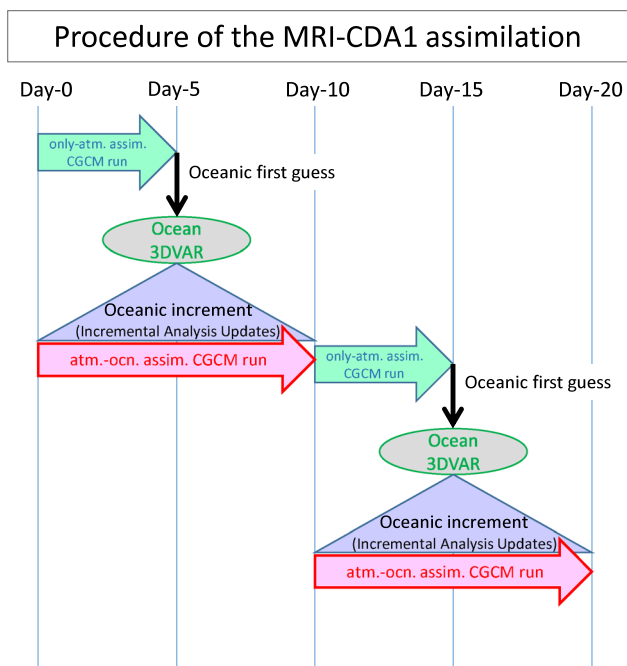 Procedure of the MRI-CDA1 assimilation
Day-0 Day-5 Day-10 Day-15 Day-20
only-atm. assim.
CGCM run
Oceanic first guess
Ocean
3DVAR
Oceanic increment
(Incremental Analysis Updates)
atm.-ocn. assim. CGCM run
only-atm. assim.
CGCM run
Oceanic first guess
Ocean
3DVAR
Oceanic increment
(Incremental Analysis Updates)
atm.-ocn. assim. CGCM run